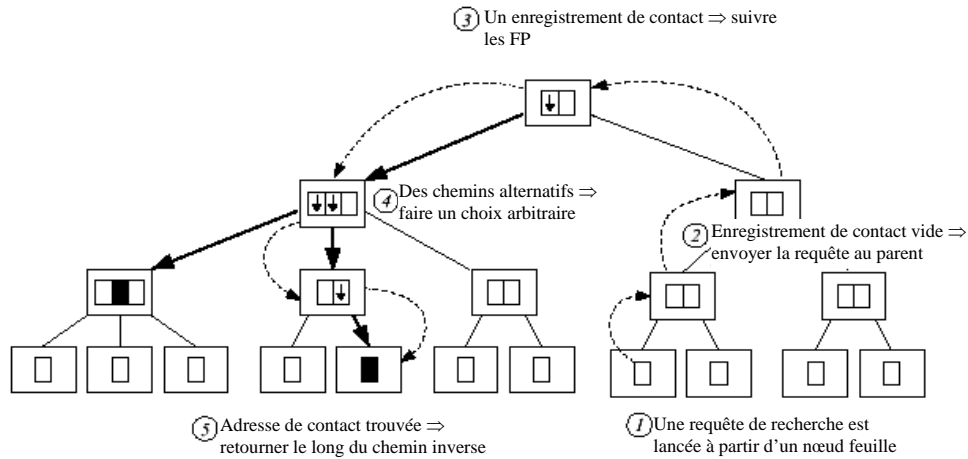 3 Un enregistrement de contact ⇒ suivre
les FP
4 Des chemins alternatifs ⇒
faire un choix arbitraire
2 Enregistrement de contact vide ⇒
envoyer la requête au parent
5 Adresse de contact trouvée ⇒
retourner le long du chemin inverse
1 Une requête de recherche est
lancée à partir d’un nœud feuille